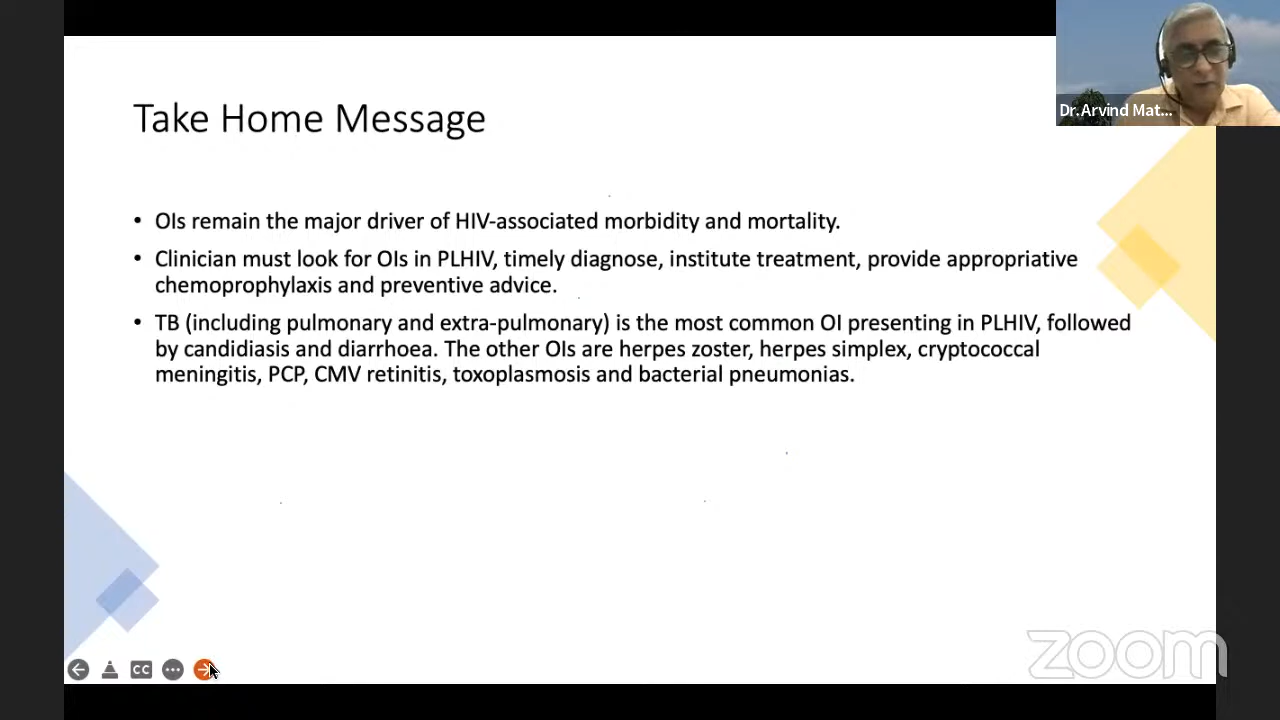 Take Home Message
Dr.Arvind Mat...
• OIs remain the major driver of HIV-associated morbidity and mortality.
• Clinician must look for OIs in PLHIV, timely diagnose, institute treatment, provide appropriative
chemoprophylaxis and preventive advice.
• TB (including pulmonary and extra-pulmonary) is the most common OI presenting in PLHIV, followed
by candidiasis and diarrhoea. The other OIs are herpes zoster, herpes simplex, cryptococcal
meningitis, PCP, CMV retinitis, toxoplasmosis and bacterial pneumonias.
CC
zoom